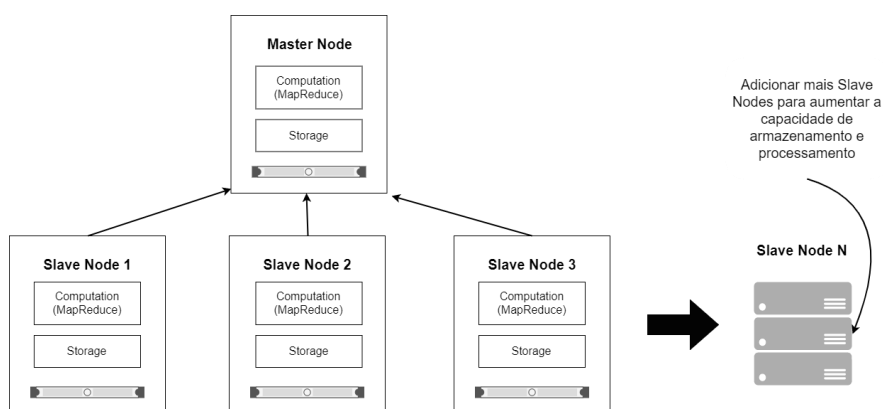 Master Node
Computation
(MapReduce)
Storage
Adicionar mais Slave
Nodes para aumentar a
capacidade de
armazenamento e
processamento
Slave Node 1
Computation
(MapReduce)
Storage
Slave Node 2
Computation
(MapReduce)
Storage
Slave Node 3
Computation
(MapReduce)
Storage
Slave Node N